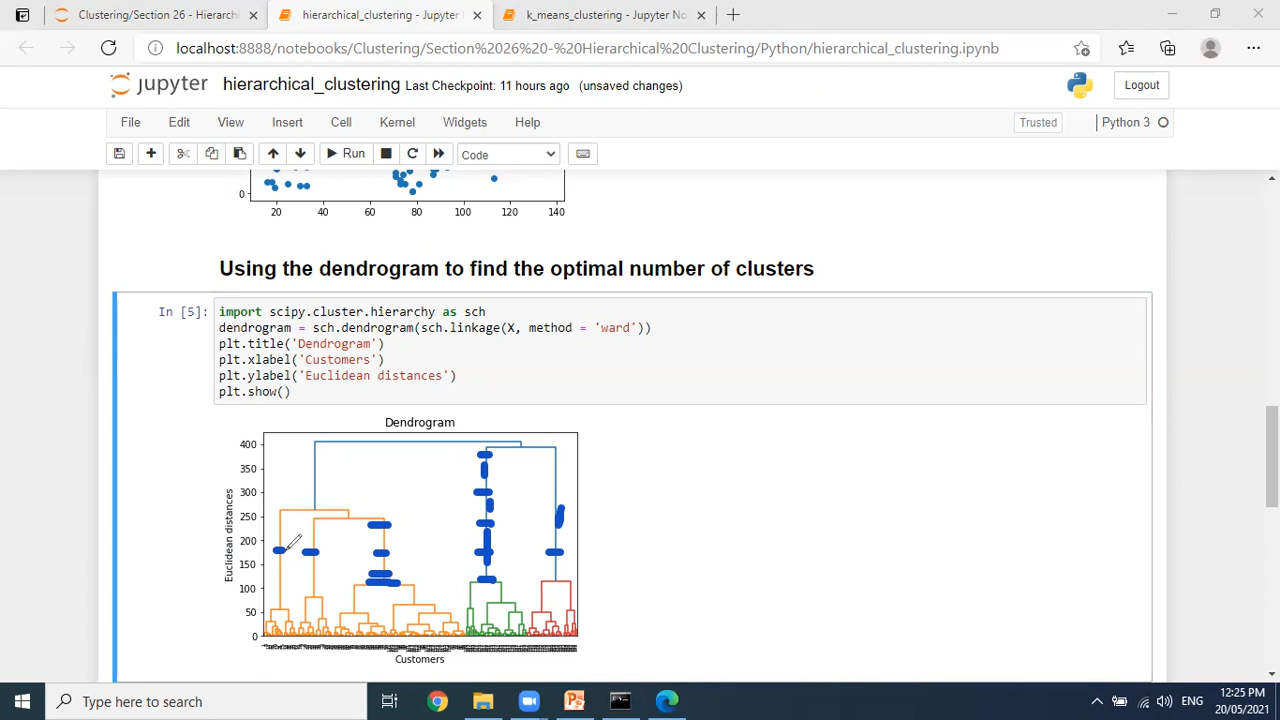 Clustering/Section 26 - Hierarchi
hierarchical_clustering - Jupyter
k_means_clustering - Jupyter No
localhost:8888/notebooks/Clustering/Section%2026%20-%20Hierarchical%20Clustering/Python/hierarchical_clustering.ipynb
jupyter hierarchical_clustering Last Checkpoint: 11 hours ago (unsaved changes) Logout
File Edit View Insert Cell Kernel Widgets Help Trusted Python 3
Run Code
0
20 40 60 80 100 120 140
Using the dendrogram to find the optimal number of clusters
In [5]: import scipy.cluster.hierarchy as sch
dendrogram = sch.dendrogram(sch.linkage(X, method = 'ward'))
plt.title('Dendrogram')
plt.xlabel('Customers')
plt.ylabel('Euclidean distances')
plt.show()
Dendrogram
400
350
300
250
200
150
100
50
0
Euclidean distances
Customers
Type here to search
ENG
12:25 PM
20/05/2021